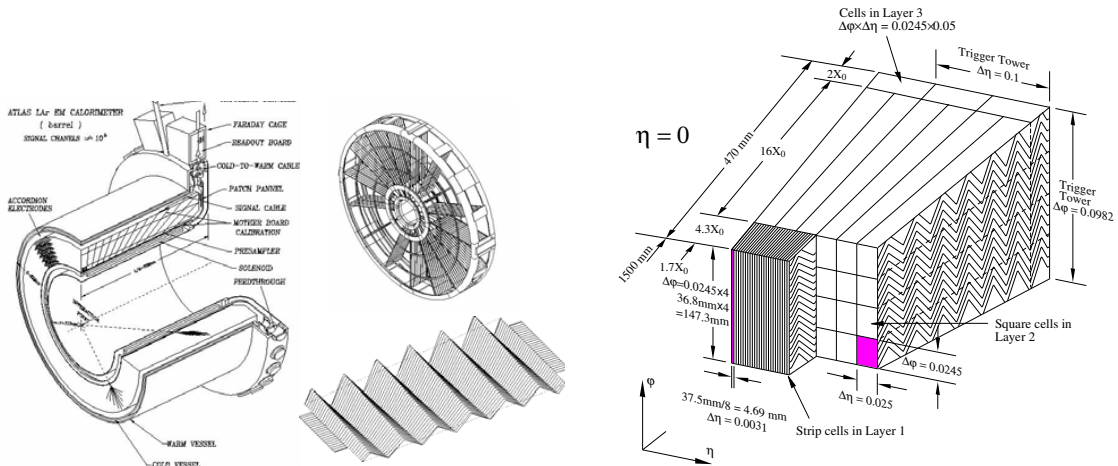 ATLAS LAr EM CALORIMETER
( barrel )
SIGNAL CHANELS
FARADAY CAGE
READOUT BOARD
COLD-TO-WARM CABLE
PATCH PANNEL
SIGNAL CABLE
MOTHER BOARD
CALIBRATION
PRESAMPLER
SOLENOID
FEEDTHROUGH
ACCORDION
ELECTRODES
WARM VESSEL
COLD VESSEL
Cells in Layer 3
Δφ×Δη = 0.0245×0.05
Trigger Tower
Δη = 0.1
2X0
η = 0
470 mm
16X0
4.3X0
1500 mm
1.7X0
Δφ=0.0245x4
36.8mmx4
=147.3mm
Trigger
Tower
Δφ = 0.0982
Square cells in
Layer 2
Δφ = 0.0245
Δη = 0.025
37.5mm/8 = 4.69 mm
Δη = 0.0031
Strip cells in Layer 1
φ
η